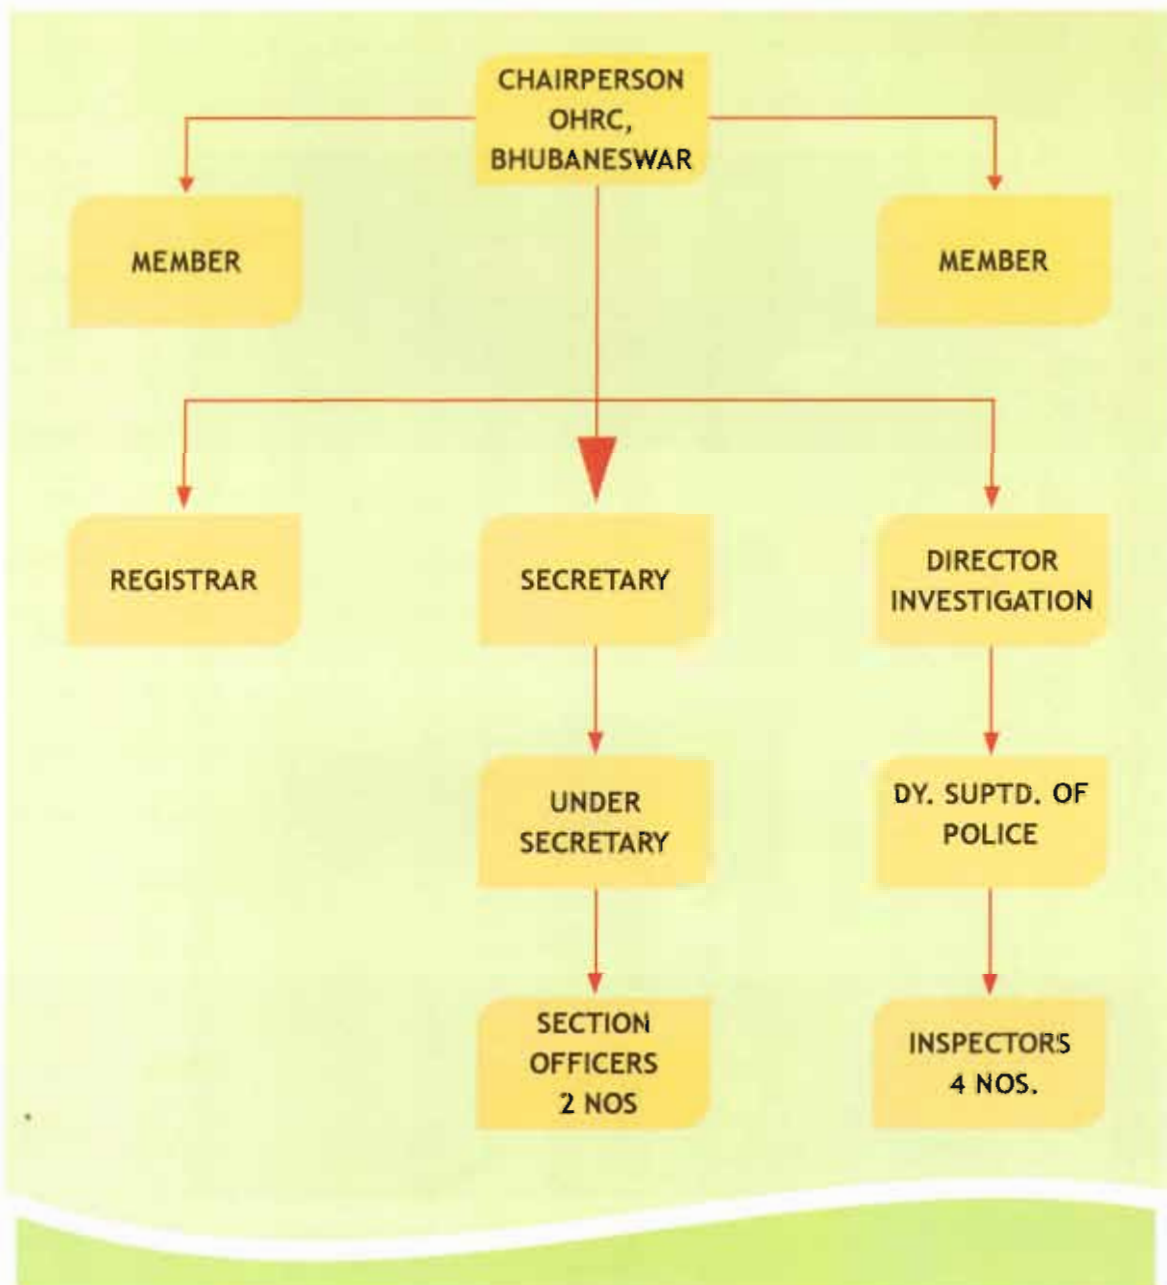 CHAIRPERSON
OHRC,
BHUBANESWAR
MEMBER
MEMBER
REGISTRAR
SECRETARY
DIRECTOR
INVESTIGATION
UNDER
SECRETARY
DY. SUPTD. OF
POLICE
SECTION
OFFICERS
2 NOS
INSPECTORS
4 NOS.